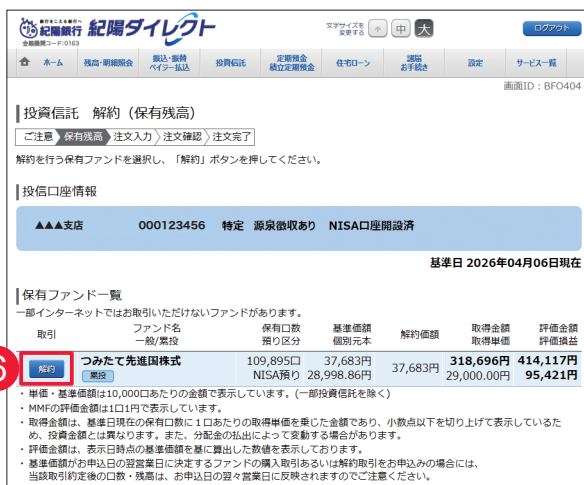 銀行をこえる銀行へ
紀陽銀行 紀陽ダイレクト
金融機関コード:0163
文字サイズを変更する 小 中 大
ログアウト
ホーム 残高・明細照会 振込・振替 ペイジー払込 投資信託 定期預金 積立定期預金 住宅ローン 諸届 お手続き 設定 サービス一覧
画面ID：BFO404
投資信託 解約（保有残高）
ご注意 保有残高 注文入力 注文確認 注文完了
解約を行う保有ファンドを選択し、「解約」ボタンを押してください。
投信口座情報
▲▲▲支店 000123456 特定 源泉徴収あり NISA口座開設済
基準日 2026年04月06日現在
保有ファンド一覧
一部インターネットではお取引いただけないファンドがあります。
取引 ファンド名 一般/累投 保有口数 預り区分 基準価額 個別元本 解約価額 取得金額 取得単価 評価金額 評価損益
解約 つみたて先進国株式 109,895口 37,683円 37,683円 318,696円 414,117円
累投 NISA預り 28,998.86円 29,000.00円 95,421円
・単価・基準価額は10,000口あたりの金額で表示しています。(一部投資信託を除く)
・MMFの評価金額は1口1円で表示しています。
・取得金額は、基準日現在の保有口数に１口あたりの取得単価を乗じた金額であり、小数点以下を切り上げて表示しているた
め、投資金額とは異なります。また、分配金の払出によって変動する場合があります。
・評価金額は、表示日時点の基準価額を基に算出した数値を表示しております。
・基準価額がお申込日の翌営業日に決定するファンドの購入取引あるいは解約取引をお申込みの場合には、
当該取引約定後の口数・残高は、お申込日の翌々営業日に反映されますのでご注意ください。